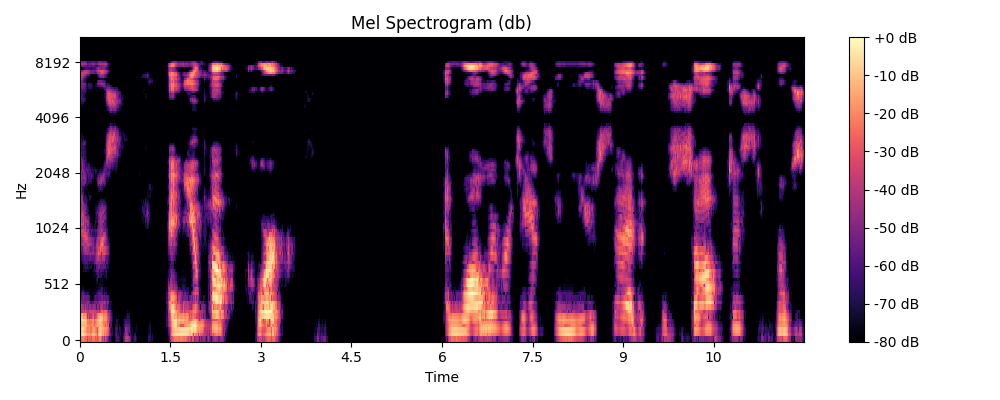 Mel Spectrogram (db)
8192
4096
2048
1024
512
0
Hz
0 1.5 3 4.5 6 7.5 9 10
Time
+0 dB
-10 dB
-20 dB
-30 dB
-40 dB
-50 dB
-60 dB
-70 dB
-80 dB